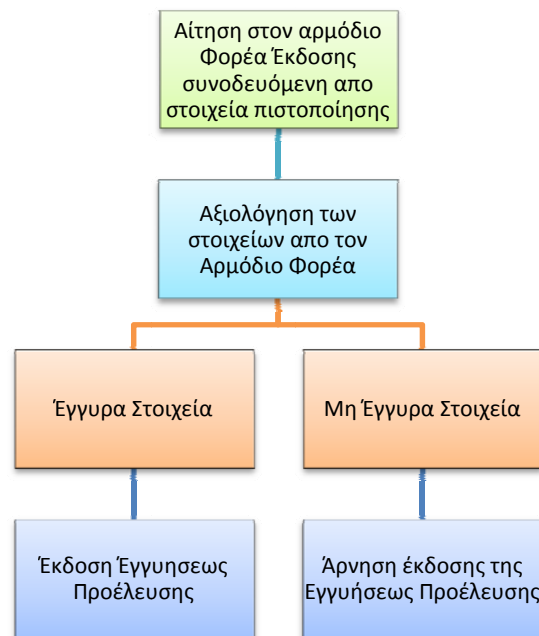 Αίτηση στον αρμόδιο
Φορέα Έκδοσης
συνοδευόμενη απο
στοιχεία πιστοποίησης
Αξιολόγηση των
στοιχείων απο τον
Αρμόδιο Φορέα
Έγγυρα Στοιχεία
Μη Έγγυρα Στοιχεία
Έκδοση Έγγυησεως
Προέλευσης
Άρνηση έκδοσης της
Εγγυήσεως Προέλευσης